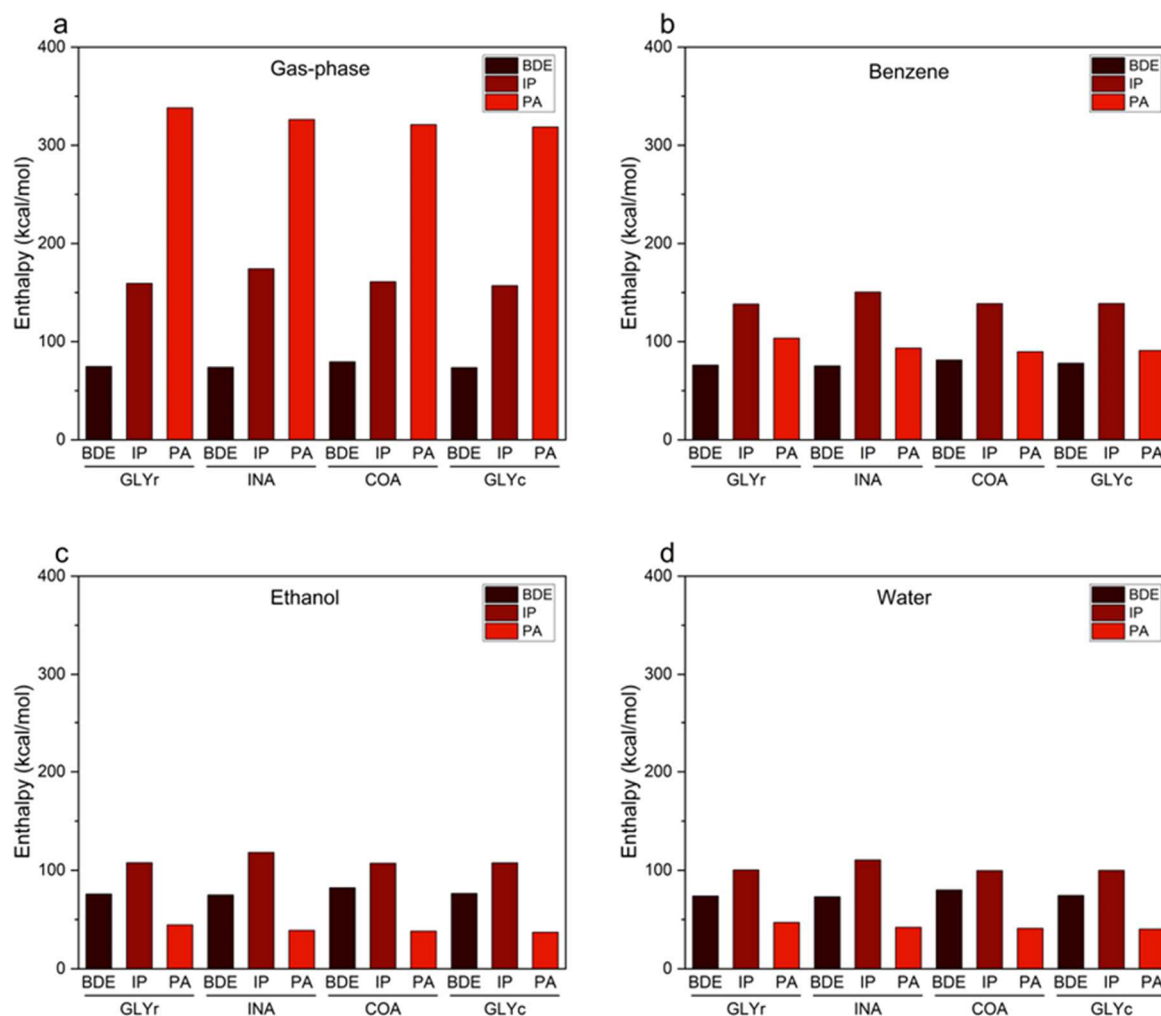 a
Gas-phase
BDE
IP
PA
Enthalpy (kcal/mol)
400
300
200
100
0
BDE IP PA BDE IP PA BDE IP PA BDE IP PA
GLYr INA COA GLYc
b
Benzene
BDE
IP
PA
Enthalpy (kcal/mol)
400
300
200
100
0
BDE IP PA BDE IP PA BDE IP PA BDE IP PA
GLYr INA COA GLYc
c
Ethanol
BDE
IP
PA
Enthalpy (kcal/mol)
400
300
200
100
0
BDE IP PA BDE IP PA BDE IP PA BDE IP PA
GLYr INA COA GLYc
d
Water
BDE
IP
PA
Enthalpy (kcal/mol)
400
300
200
100
0
BDE IP PA BDE IP PA BDE IP PA BDE IP PA
GLYr INA COA GLYc